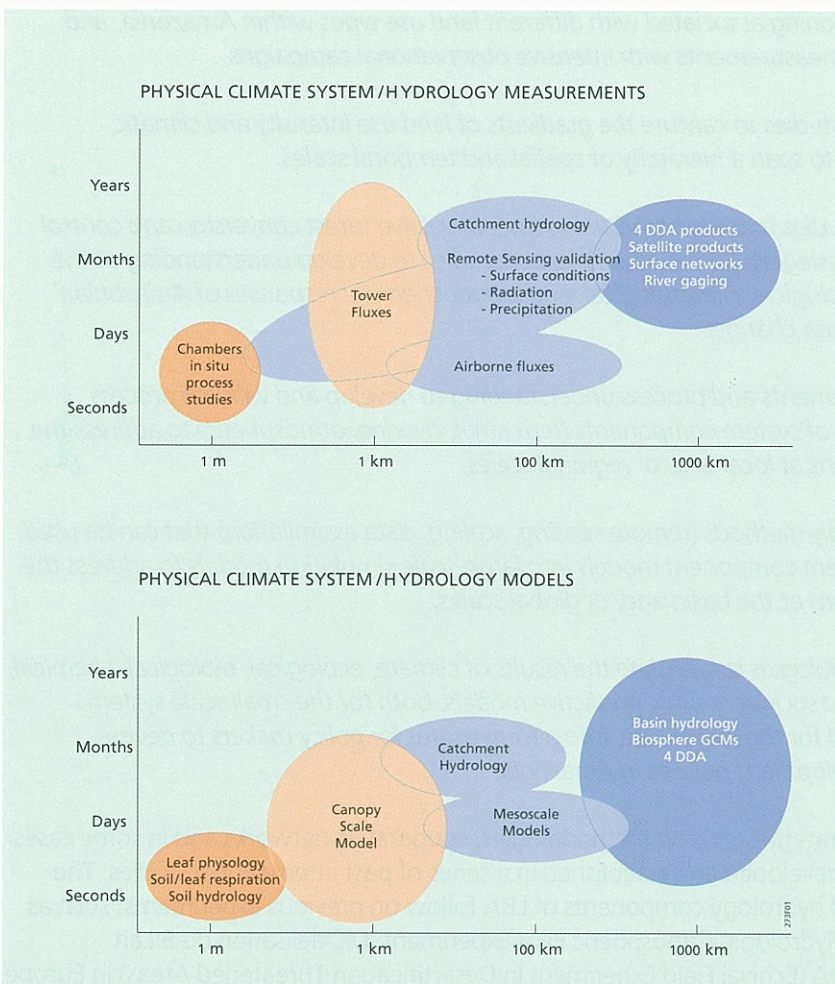 PHYSICAL CLIMATE SYSTEM/HYDROLOGY MEASUREMENTS
Years
Months
Days
Seconds
Chambers
in situ
process
studies
Tower
Fluxes
Catchment hydrology
Remote Sensing validation
- Surface conditions
- Radiation
- Precipitation
Airborne fluxes
4 DDA products
Satellite products
Surface networks
River gaging
1 m
1 km
100 km
1000 km
PHYSICAL CLIMATE SYSTEM/HYDROLOGY MODELS
Years
Months
Days
Seconds
Leaf physology
Soil/leaf respiration
Soil hydrology
Canopy
Scale
Model
Catchment
Hydrology
Mesoscale
Models
Basin hydrology
Biosphere GCMs
4 DDA
273F01
1 m
1 km
100 km
1000 km